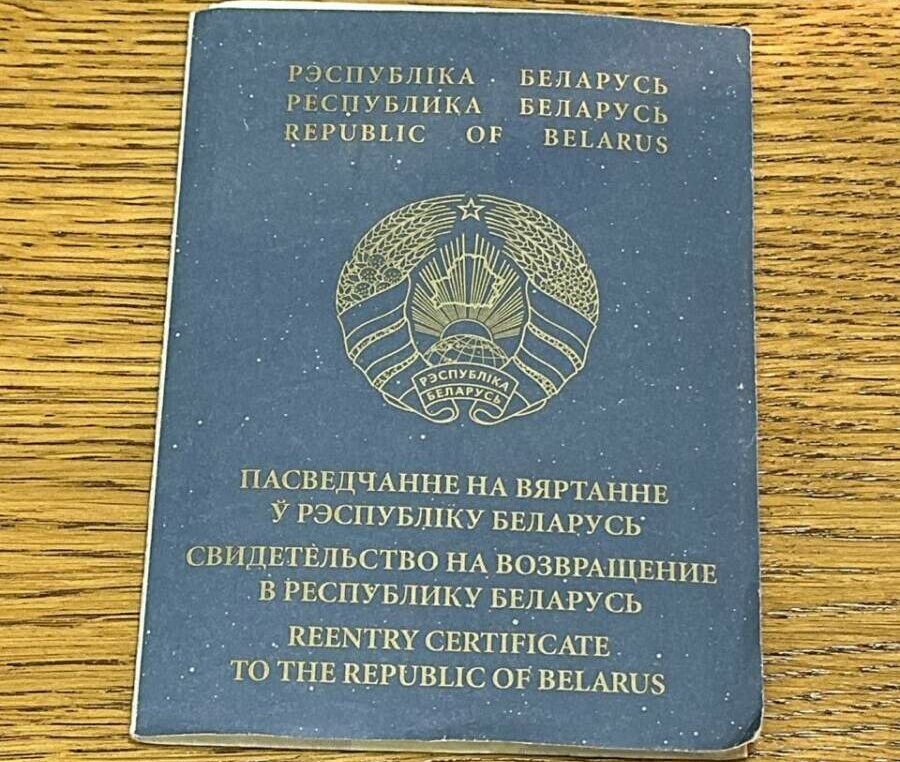 РЭСПУБЛІКА БЕЛАРУСЬ
РЕСПУБЛИКА БЕЛАРУСЬ
REPUBLIC OF BELARUS
РЭСПУБЛІКА
БЕЛАРУСЬ
ПАСВЕДЧАННЕ НА ВЯРТАННЕ
Ў РЭСПУБЛІКУ БЕЛАРУСЬ
СВИДЕТЕЛЬСТВО НА ВОЗВРАЩЕНИЕ
В РЕСПУБЛИКУ БЕЛАРУСЬ
REENTRY CERTIFICATE
TO THE REPUBLIC OF BELARUS